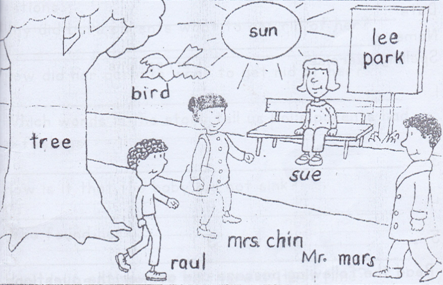 sun
lee
park
bird
tree
sue
mrs. chin
Mr. mars
raul